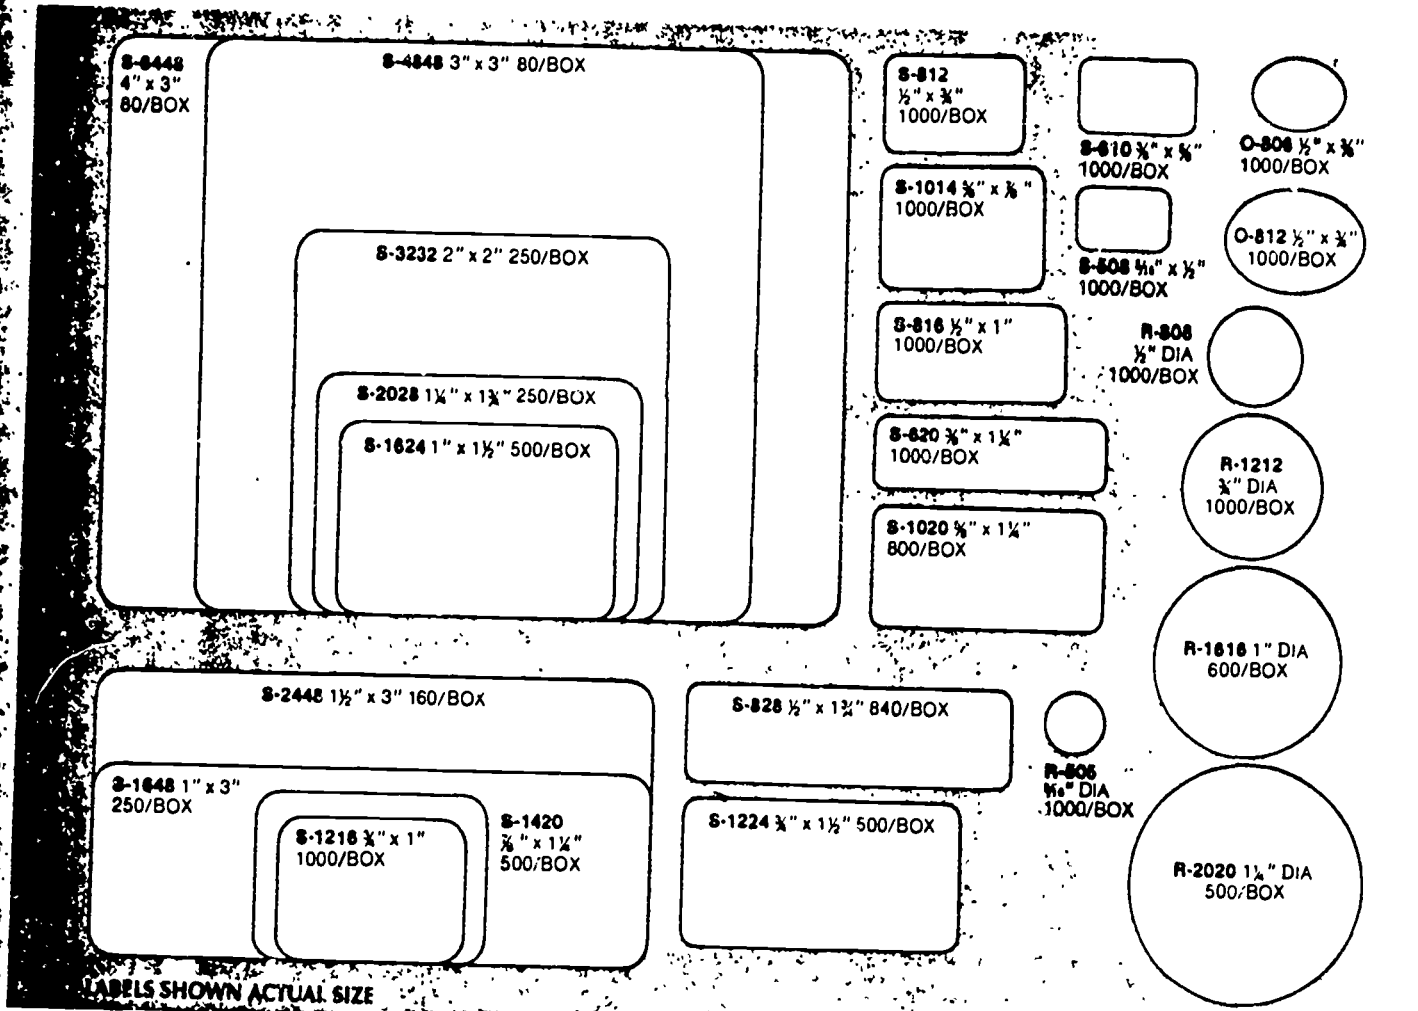 S-6448
4" x 3"
80/BOX
S-4848 3" x 3" 80/BOX
S-3232 2" x 2" 250/BOX
S-2028 1¼" x 1¾" 250/BOX
S-1624 1" x 1½" 500/BOX
S-812
½" x ¾"
1000/BOX
S-1014 ⅝" x ⅞"
1000/BOX
S-816 ½" x 1"
1000/BOX
S-620 ⅜" x 1¼"
1000/BOX
S-1020 ⅝" x 1¼"
800/BOX
S-610 ⅜" x ⅝"
1000/BOX
S-508 5/16" x ½"
1000/BOX
O-806 ½" x ⅜"
1000/BOX
O-812 ½" x ¾"
1000/BOX
R-808
½" DIA
1000/BOX
R-1212
¾" DIA
1000/BOX
R-1616 1" DIA
600/BOX
S-2448 1½" x 3" 160/BOX
S-1648 1" x 3"
250/BOX
S-1216 ¾" x 1"
1000/BOX
S-1420
⅞" x 1¼"
500/BOX
S-828 ½" x 1¾" 840/BOX
S-1224 ¾" x 1½" 500/BOX
R-505
5/16" DIA
1000/BOX
R-2020 1¼" DIA
500/BOX
LABELS SHOWN ACTUAL SIZE